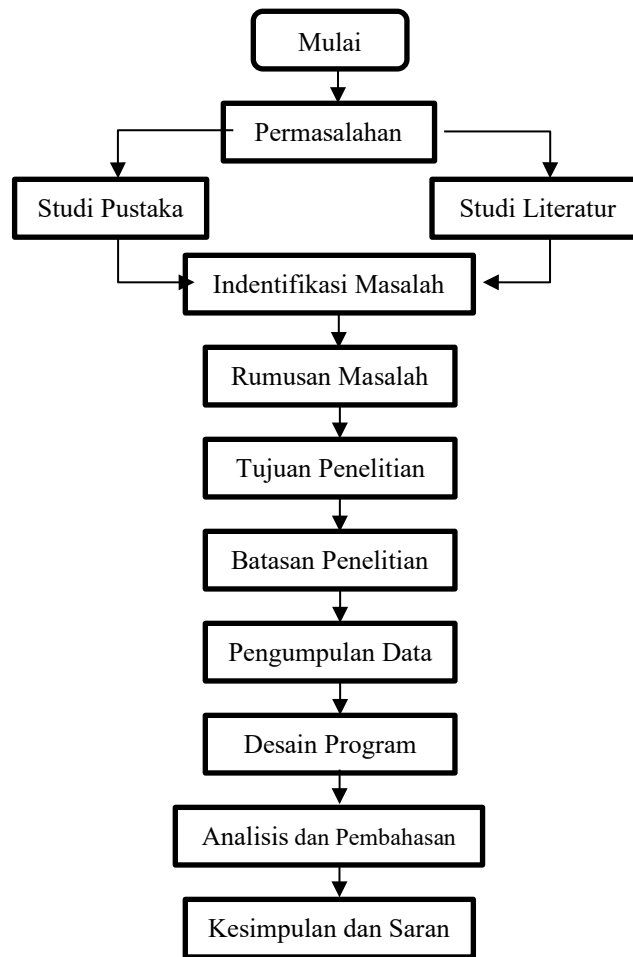 Mulai
Permasalahan
Studi Pustaka
Studi Literatur
Indentifikasi Masalah
Rumusan Masalah
Tujuan Penelitian
Batasan Penelitian
Pengumpulan Data
Desain Program
Analisis dan Pembahasan
Kesimpulan dan Saran